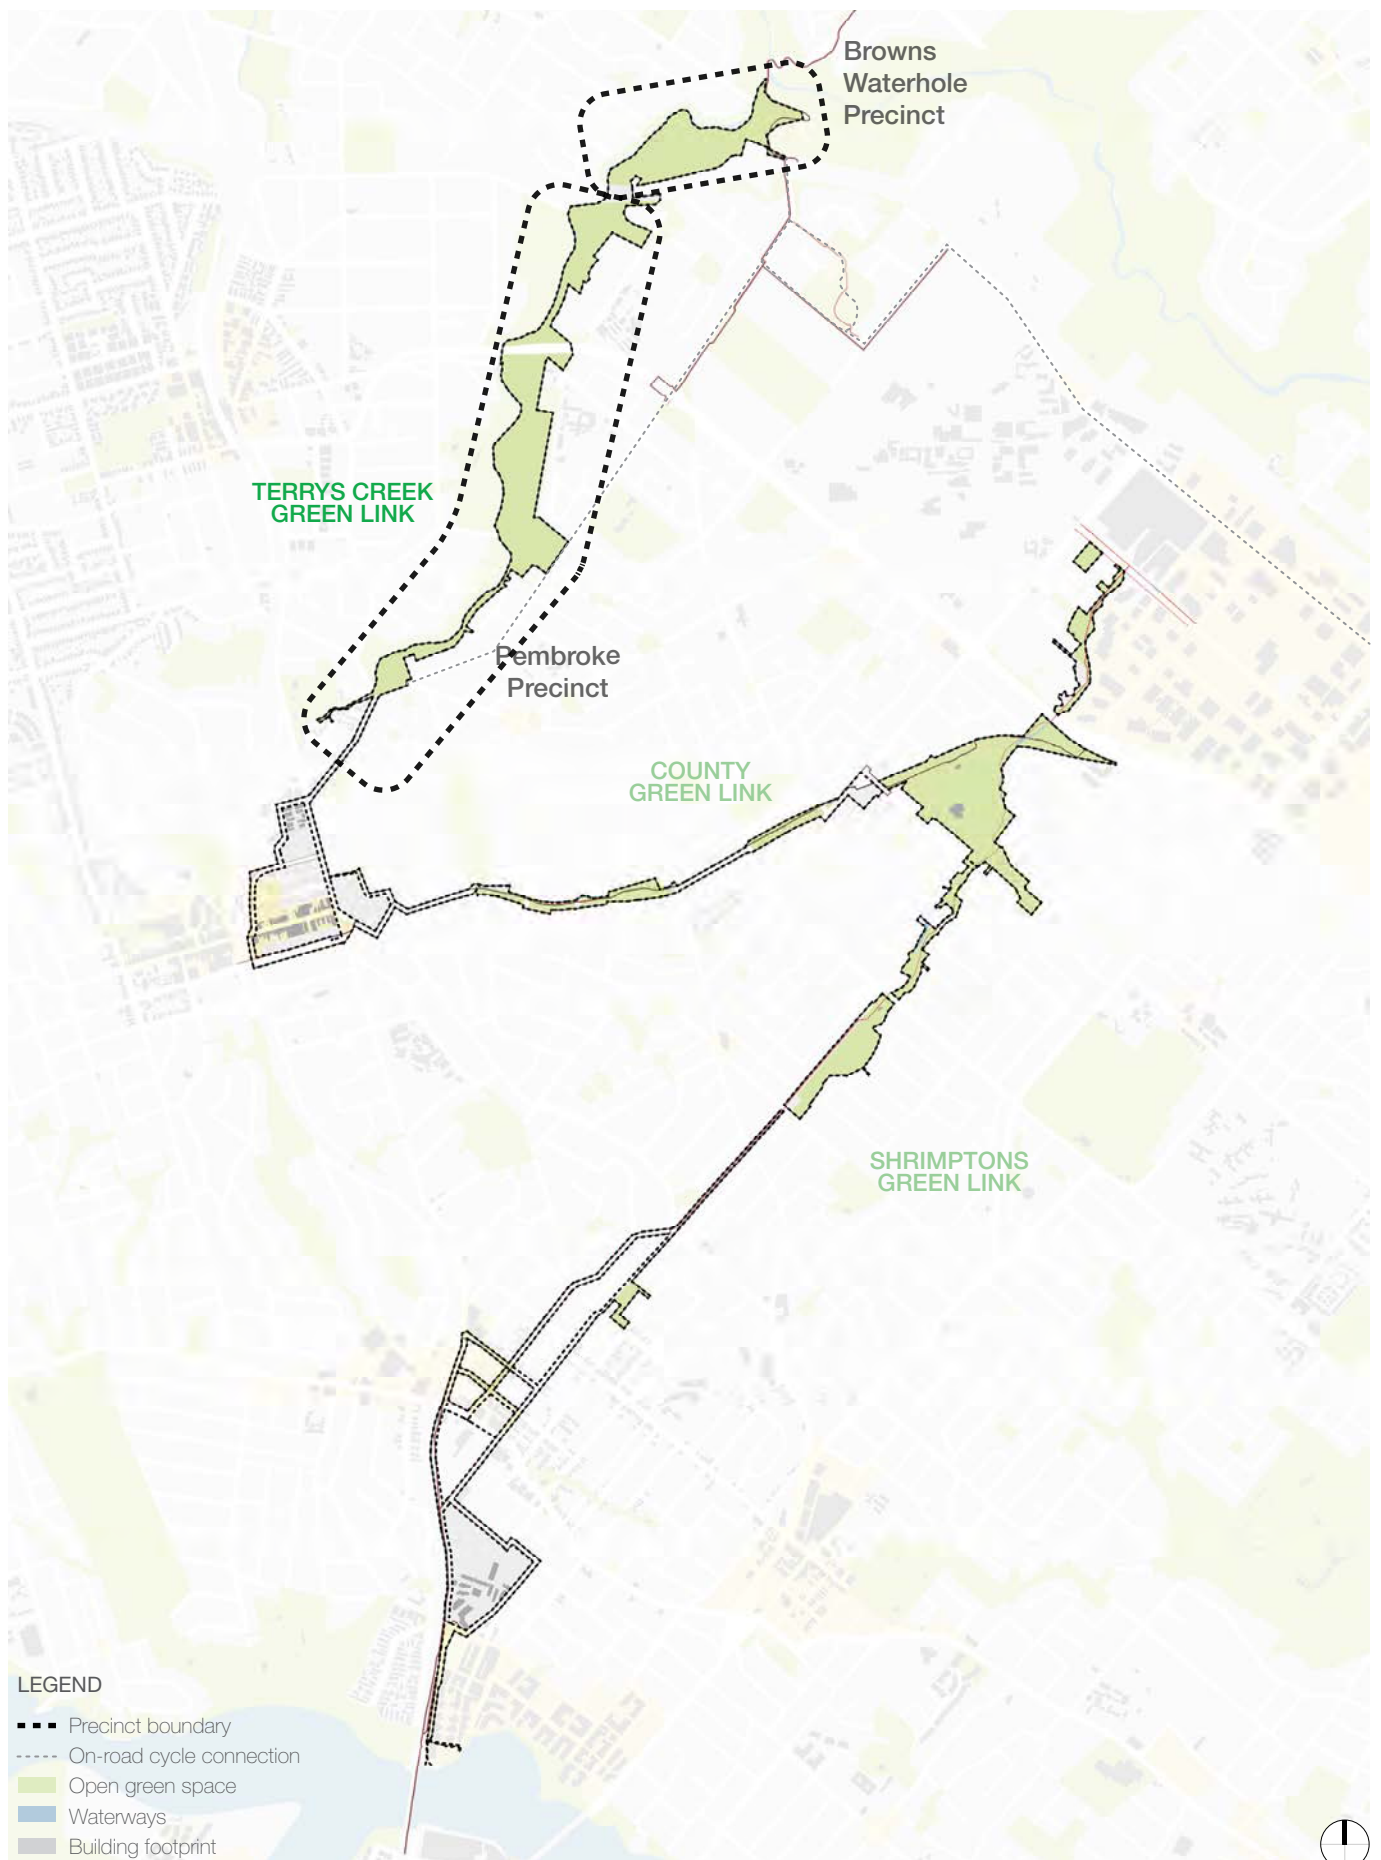 Browns
Waterhole
Precinct
TERRYS CREEK
GREEN LINK
Pembroke
Precinct
COUNTY
GREEN LINK
SHRIMPTONS
GREEN LINK
LEGEND
Precinct boundary
On-road cycle connection
Open green space
Waterways
Building footprint